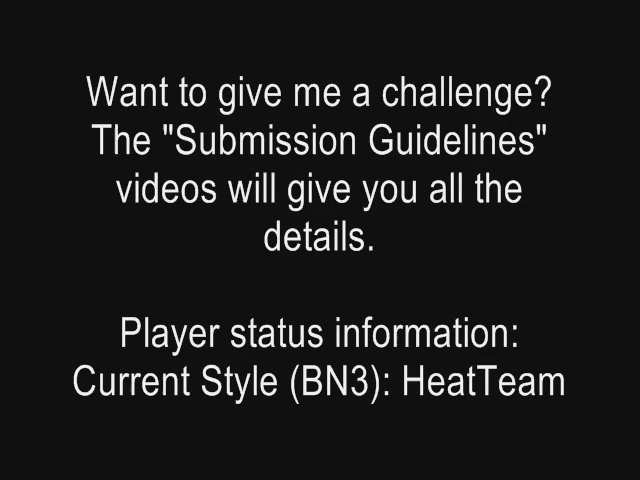 Want to give me a challenge?
The "Submission Guidelines"
videos will give you all the
details.
Player status information:
Current Style (BN3): HeatTeam